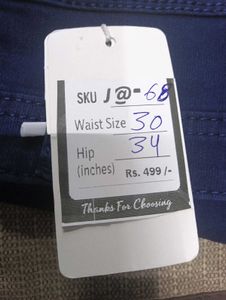 SKU J@-68
Waist Size 30
Hip 34
(inches) Rs. 499/-
Thanks For Choosing